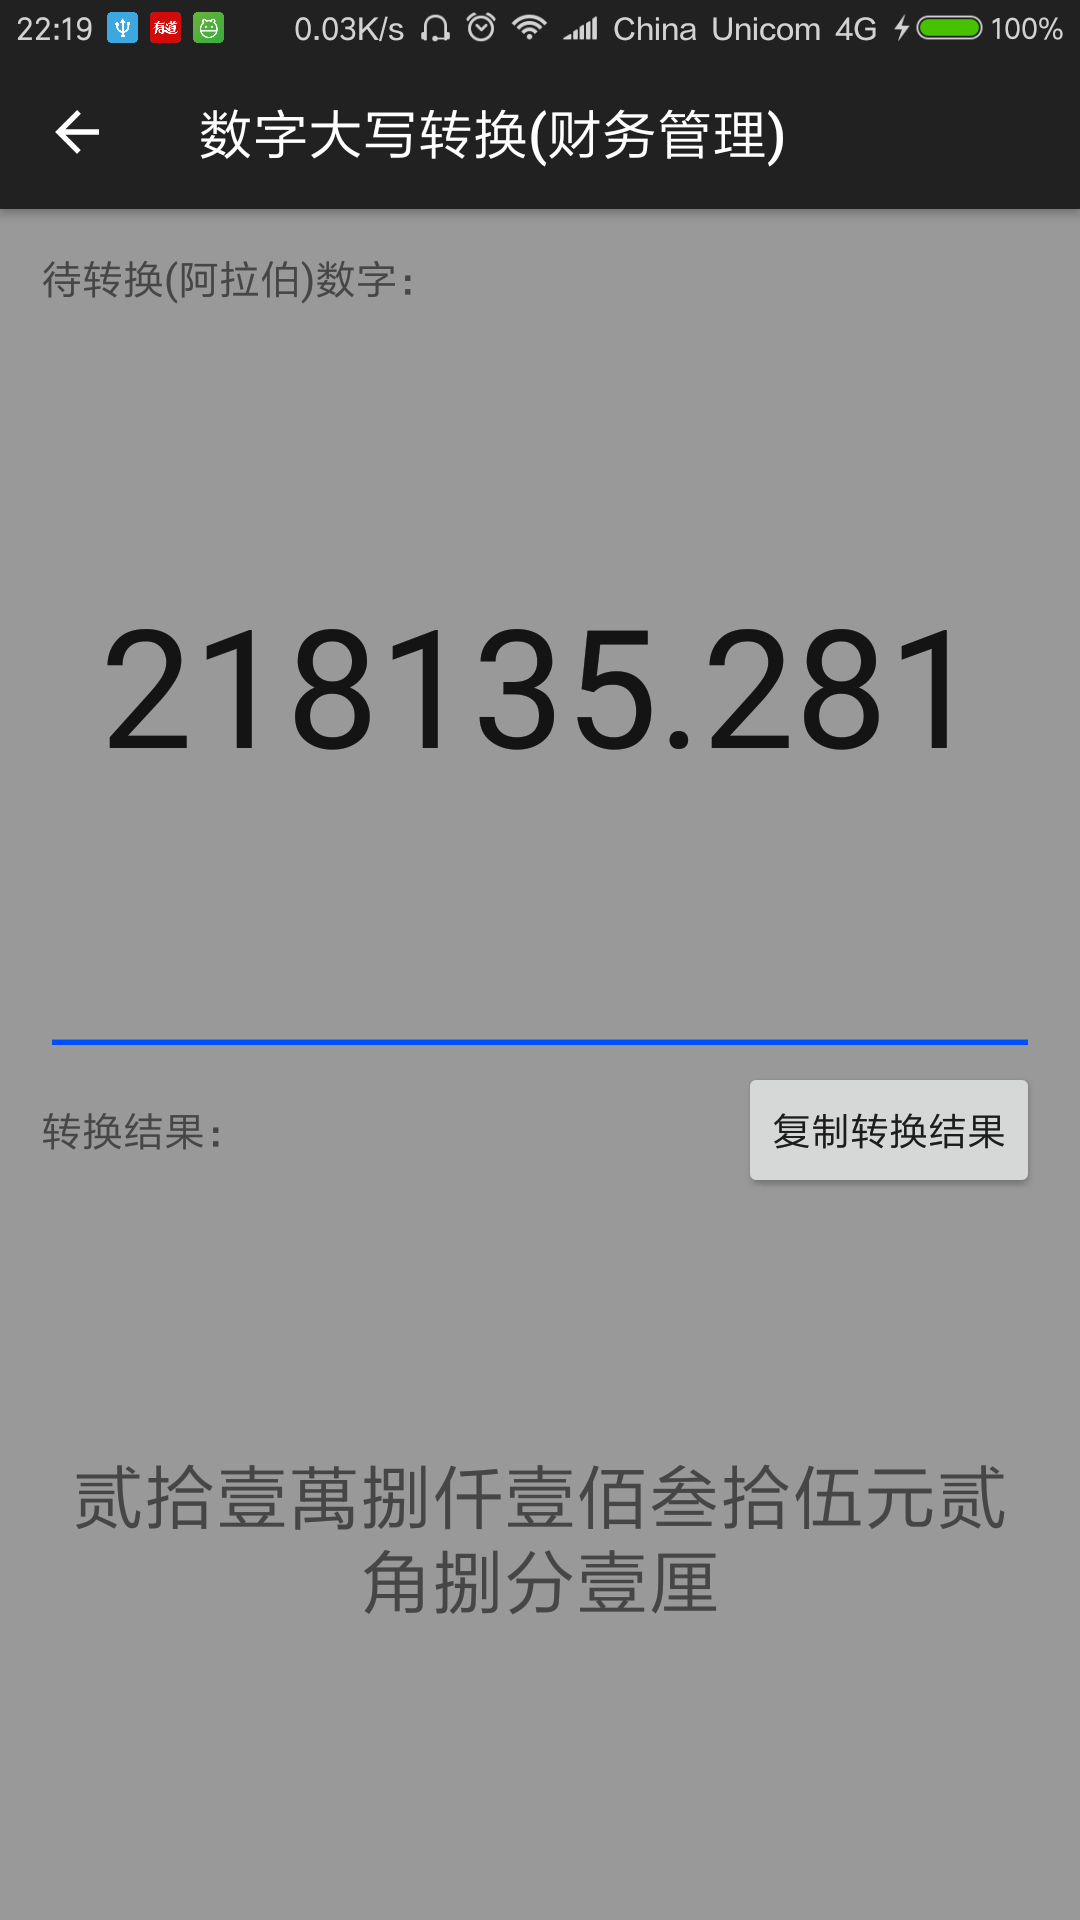 22:19 有道 0.03K/s China Unicom 4G 100%
数字大写转换(财务管理)
待转换(阿拉伯)数字：
218135.281
转换结果：
复制转换结果
贰拾壹萬捌仟壹佰叁拾伍元贰
角捌分壹厘